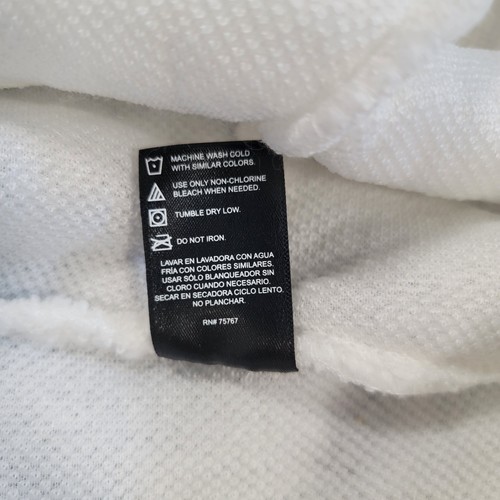 MACHINE WASH COLD
WITH SIMILAR COLORS.
USE ONLY NON-CHLORINE
BLEACH WHEN NEEDED.
TUMBLE DRY LOW.
DO NOT IRON.
LAVAR EN LAVADORA CON AGUA
FRÍA CON COLORES SIMILARES.
USAR SÓLO BLANQUEADOR SIN
CLORO CUANDO NECESARIO.
SECAR EN SECADORA CICLO LENTO.
NO PLANCHAR.
RN# 75767